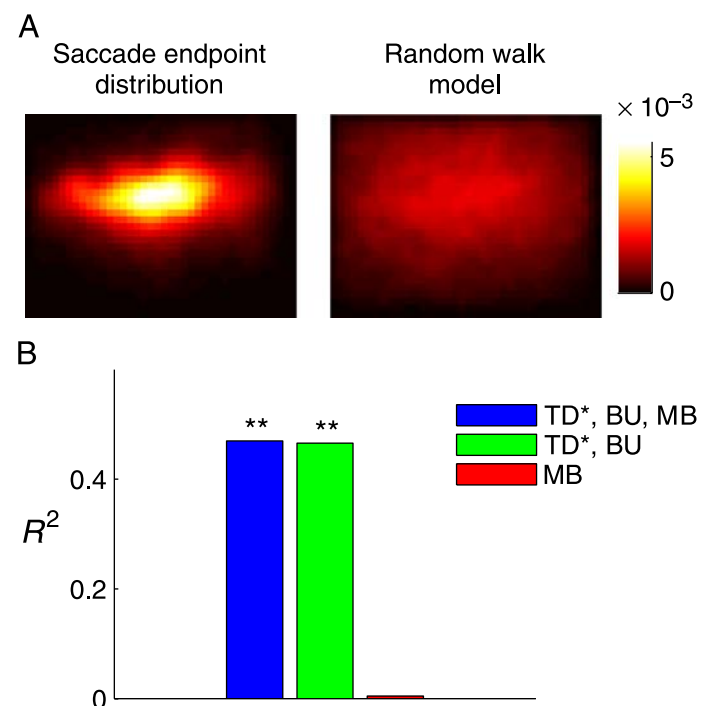 A
Saccade endpoint
distribution
Random walk
model
× 10⁻³
5
0
B
** **
TD*, BU, MB
TD*, BU
MB
0.4
R²
0.2
0